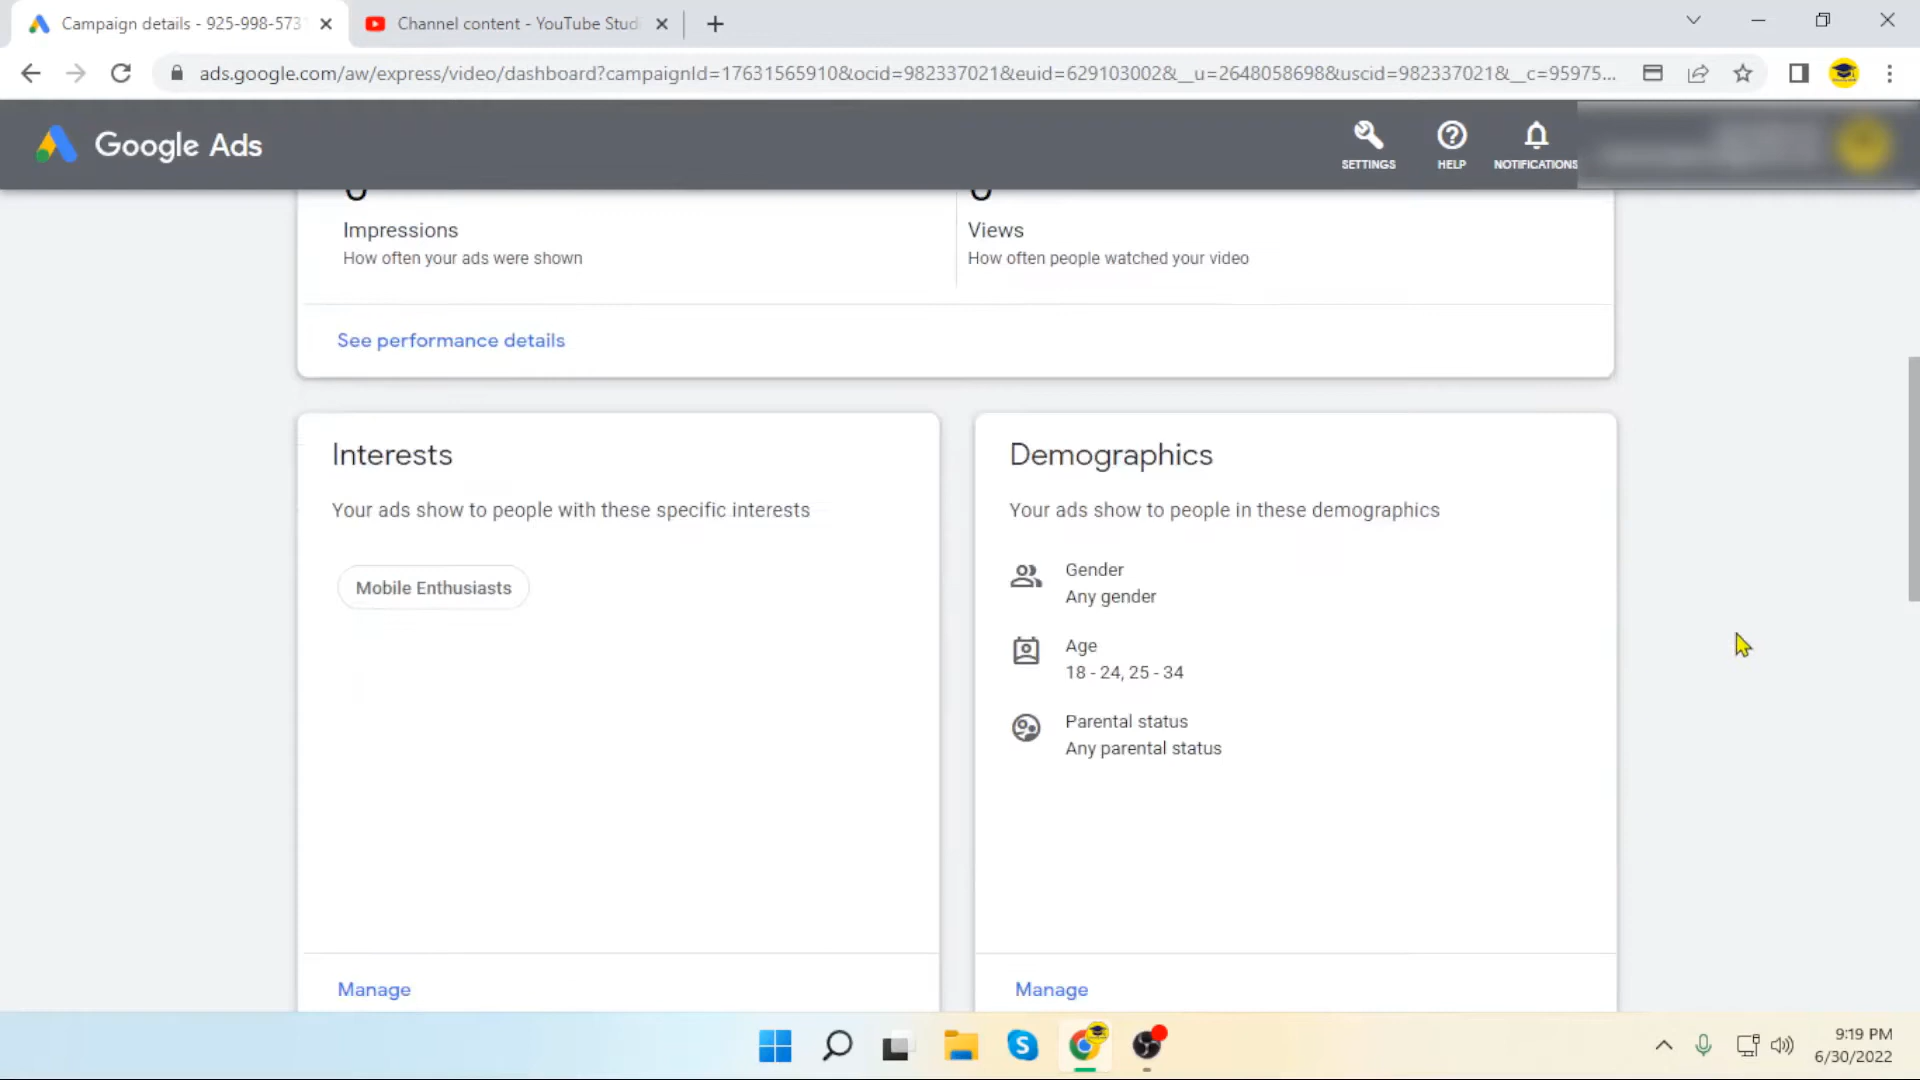 Campaign details - 925-998-573
Channel content - YouTube Studi
ads.google.com/aw/express/video/dashboard?campaignId=17631565910&ocid=982337021&euid=629103002&__u=2648058698&uscid=982337021&__c=95975...
Google Ads
SETTINGS
HELP
NOTIFICATIONS
0
0
Impressions
Views
How often your ads were shown
How often people watched your video
See performance details
Interests
Demographics
Your ads show to people with these specific interests
Your ads show to people in these demographics
Gender
Mobile Enthusiasts
Any gender
Age
18 - 24, 25 - 34
Parental status
Any parental status
Manage
Manage
9:19 PM
6/30/2022